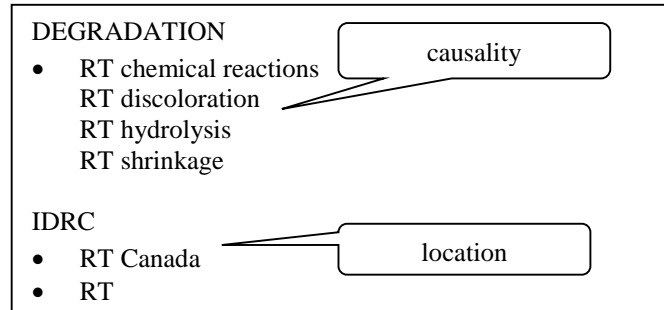 DEGRADATION
• RT chemical reactions
RT discoloration
RT hydrolysis
RT shrinkage
causality
IDRC
• RT Canada
• RT
location